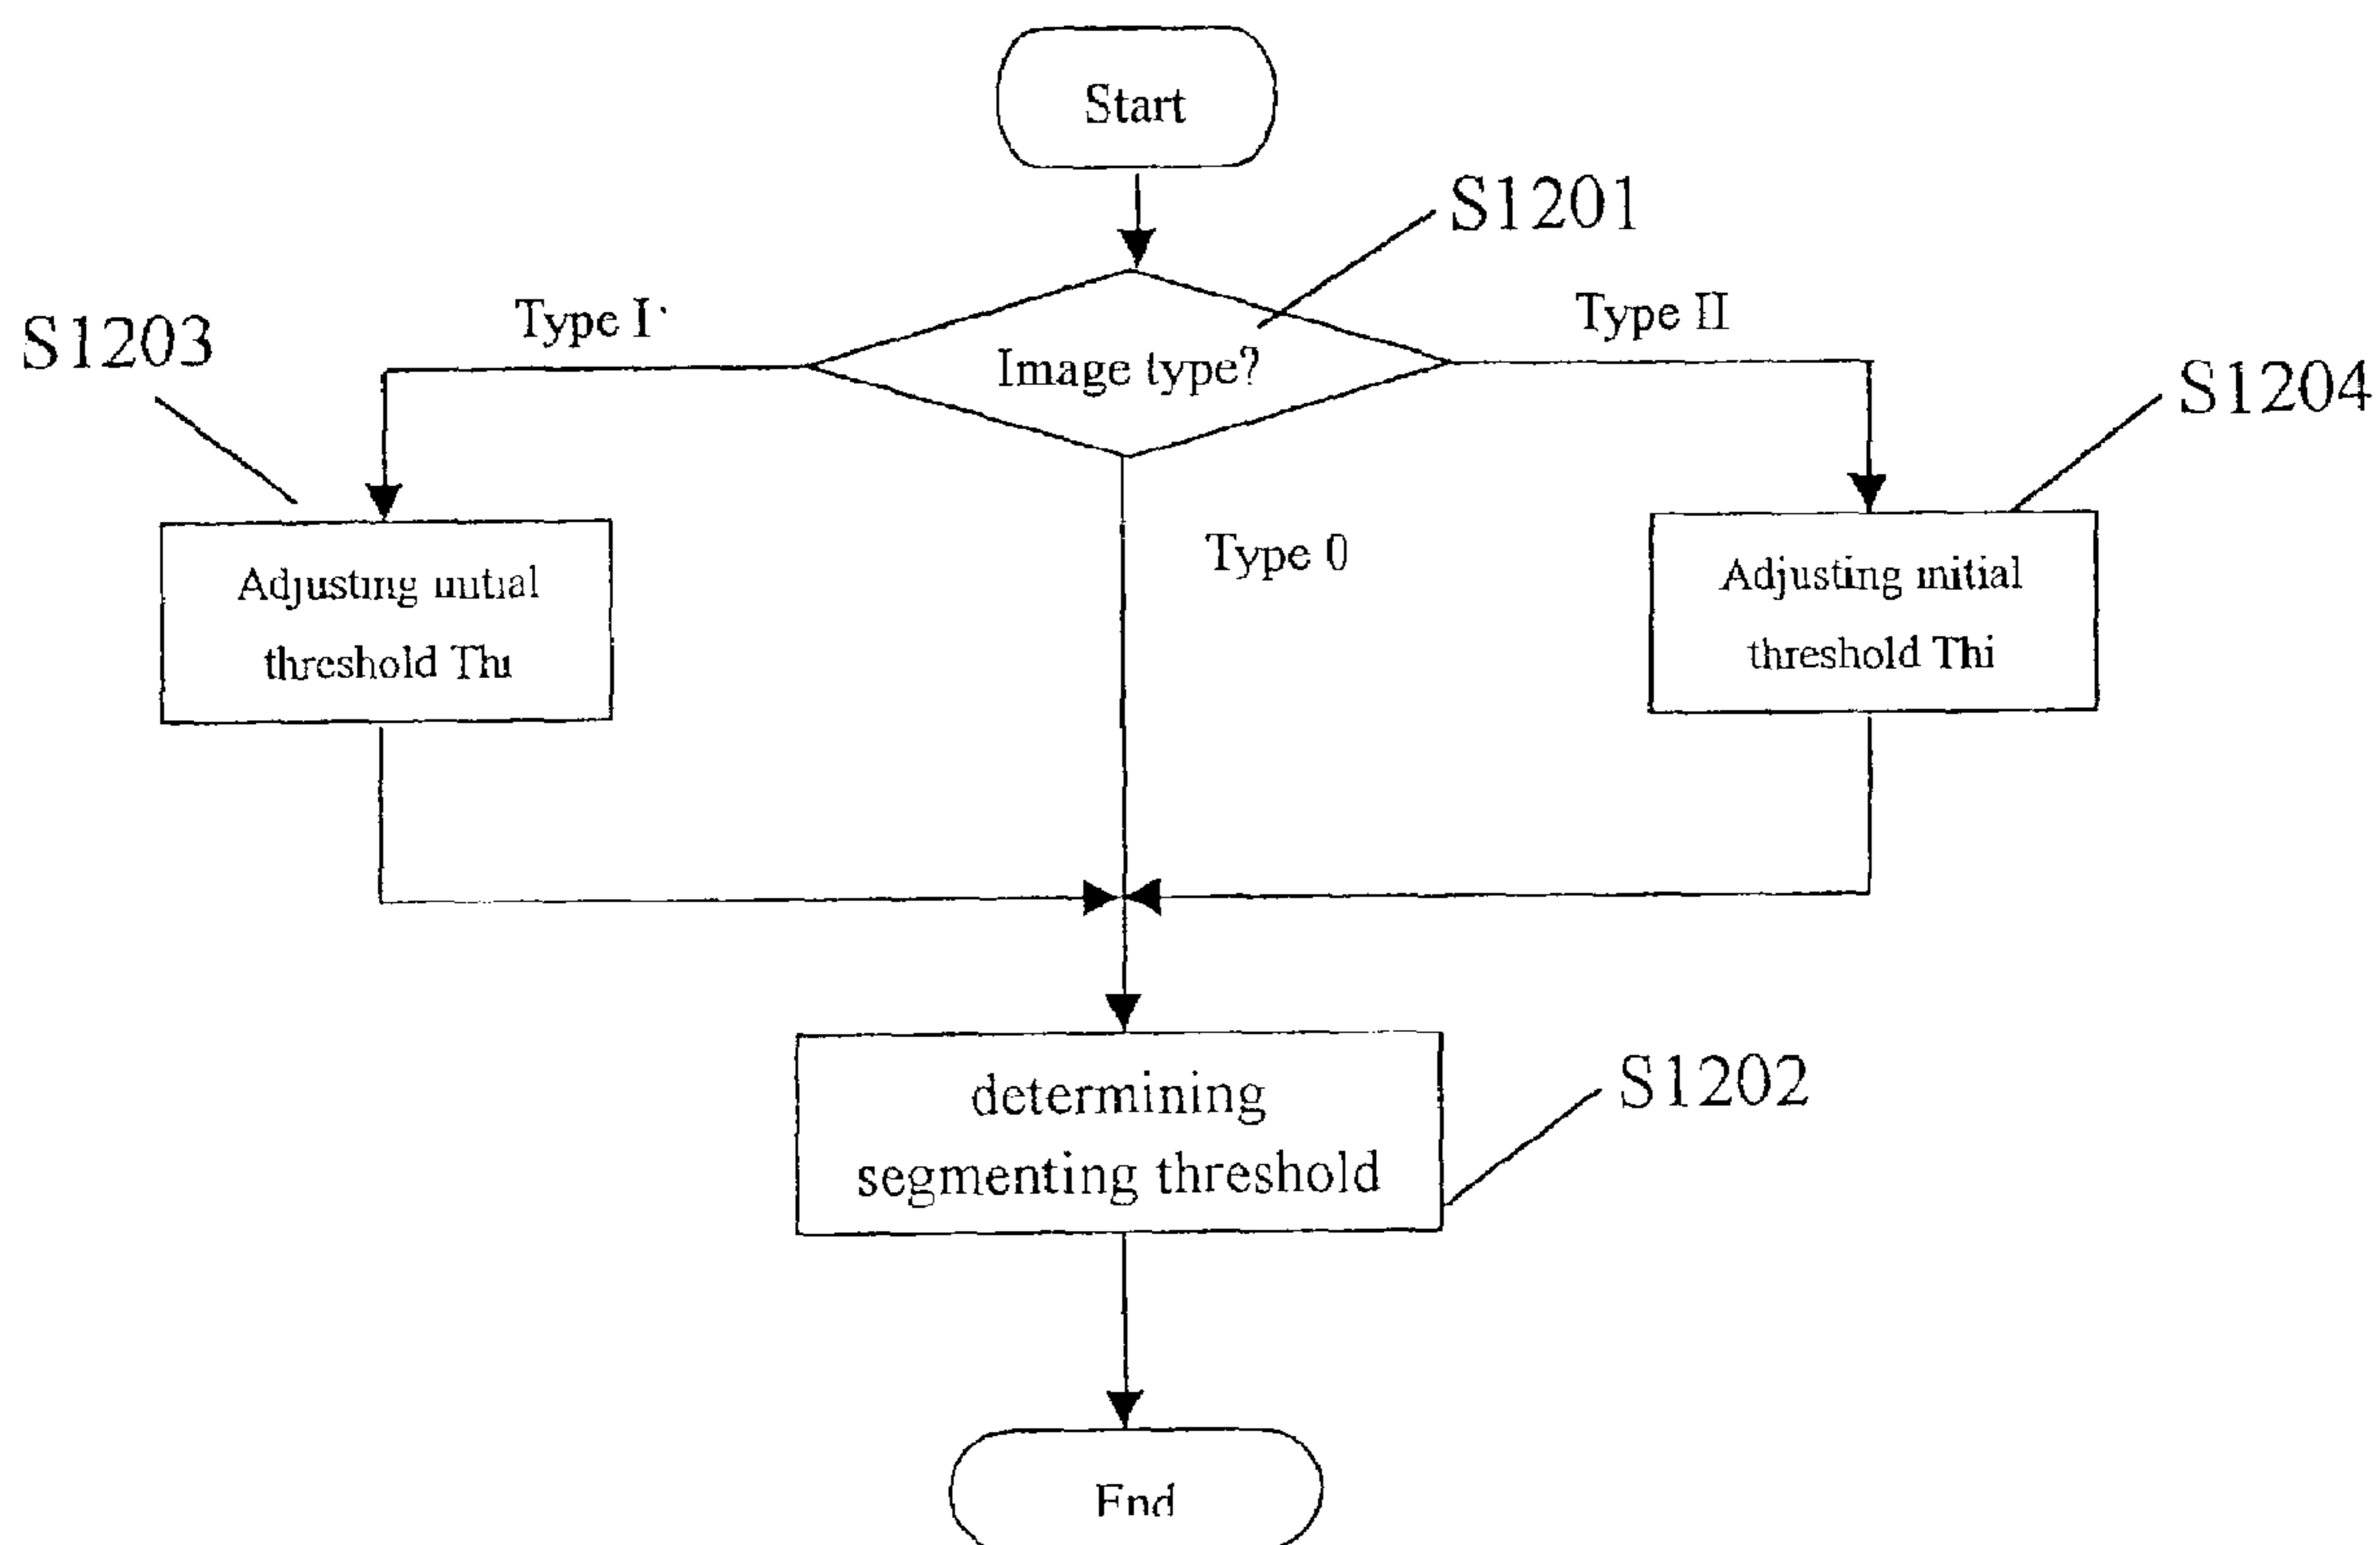 Start
S1201
Type I
Type II
S1203
Image type?
S1204
Type 0
Adjusting initial
threshold Thi
Adjusting initial
threshold Thi
determining
segmenting threshold
S1202
End